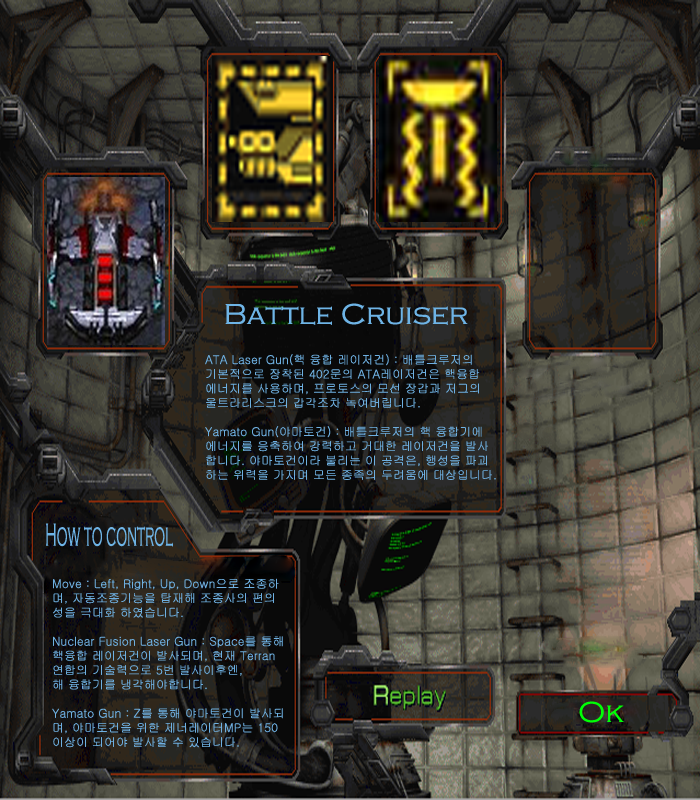 BATTLE CRUISER
ATA Laser Gun(핵 융합 레이저건) : 배틀크루저의
기본적으로 장착된 402문의 ATA레이저건은 핵융합
에너지를 사용하며, 프로토스의 모선 장갑과 저그의
울트라리스크의 갑각조차 녹여버립니다.
Yamato Gun(야마토건) : 배틀크루저의 핵 융합기에
에너지를 응축하여 강력하고 거대한 레이저건을 발사
합니다. 야마토건이라 불리는 이 공격은, 행성을 파괴
하는 위력을 가지며 모든 종족의 두려움에 대상입니다.
HOW TO CONTROL
Move : Left, Right, Up, Down으로 조종하
며, 자동조종기능을 탑재해 조종사의 편의
성을 극대화 하였습니다.
Nuclear Fusion Laser Gun : Space를 통해
핵융합 레이저건이 발사되며, 현재 Terran
연합의 기술력으로 5번 발사이후엔,
해 융합기를 냉각해야합니다.
Yamato Gun : Z를 통해 야마토건이 발사되
며, 야마토건을 위한 제너레이터MP는 150
이상이 되어야 발사할 수 있습니다.
Replay
OK